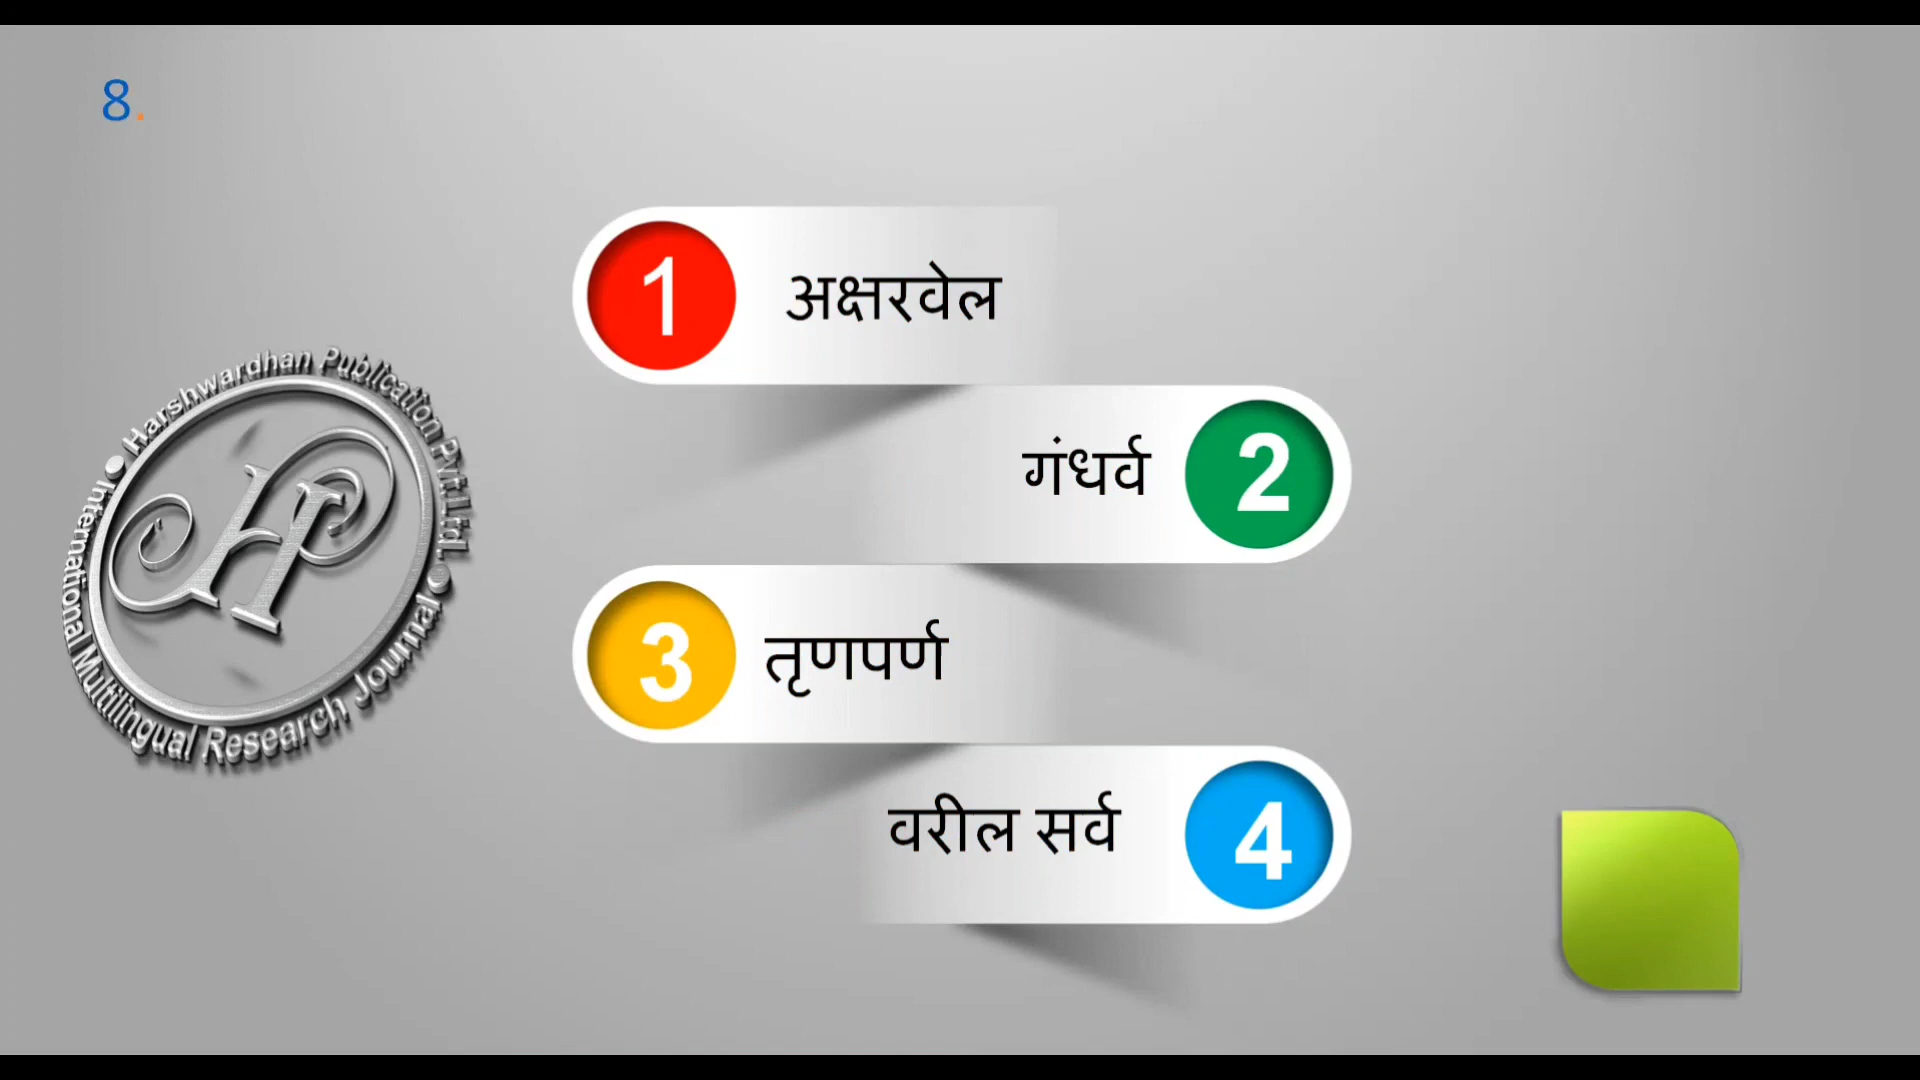 8.
1 अक्षरवेल
गंधर्व 2
3 तृणपर्ण
वरील सर्व 4
Harshwardhan Publication Pvt.Ltd.
International Multilingual Research Journal
H